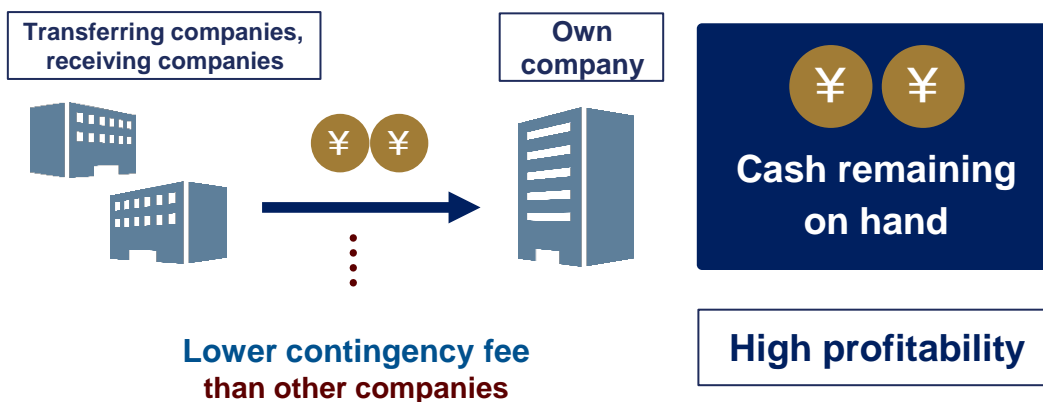 Transferring companies,
receiving companies
Own
company
¥ ¥
¥ ¥
Cash remaining
on hand
Lower contingency fee
than other companies
High profitability